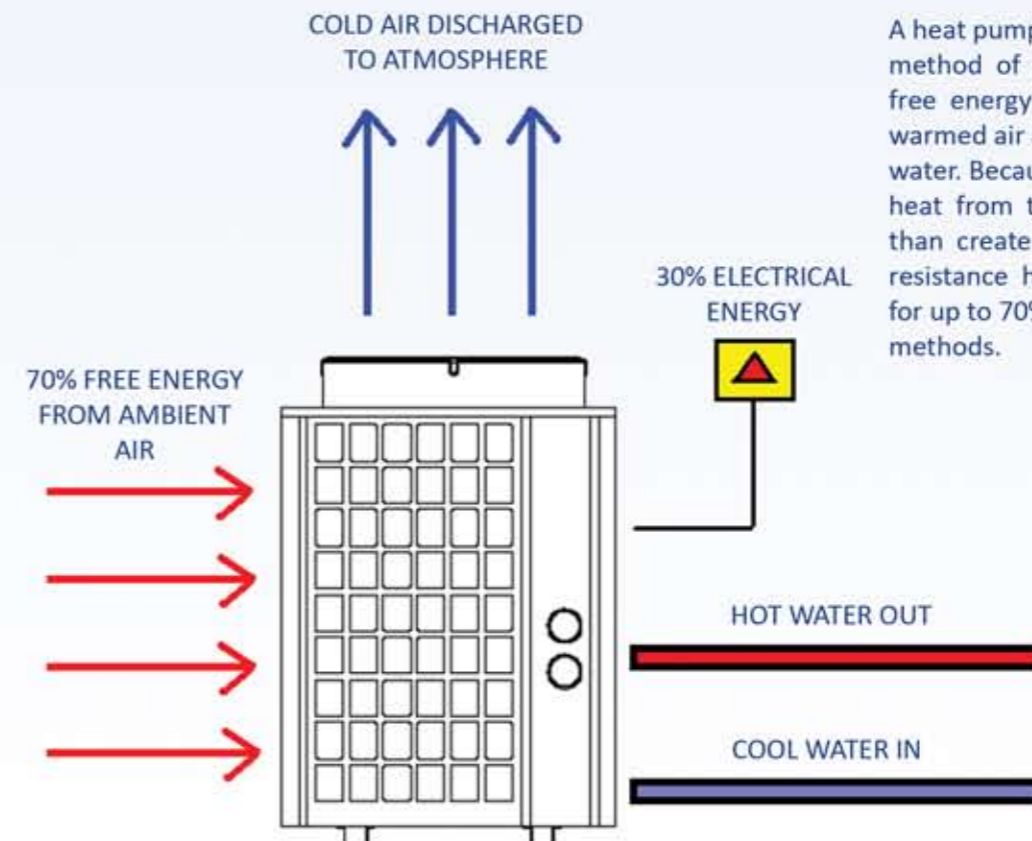 COLD AIR DISCHARGED
TO ATMOSPHERE
A heat pump
method of
free energy
warmed air
water.
heat from
than create
resistance
for up to
methods.
30% ELECTRICAL
ENERGY
70% FREE ENERGY
FROM AMBIENT
AIR
HOT WATER OUT
COOL WATER IN